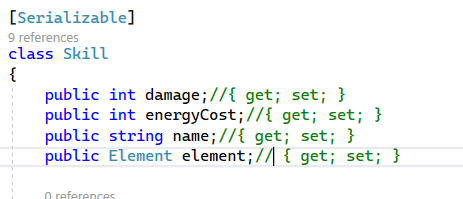 [Serializable]
9 references
class Skill
{
public int damage;//{ get; set; }
public int energyCost;//{ get; set; }
public string name;//{ get; set; }
public Element element;// { get; set; }
0 references